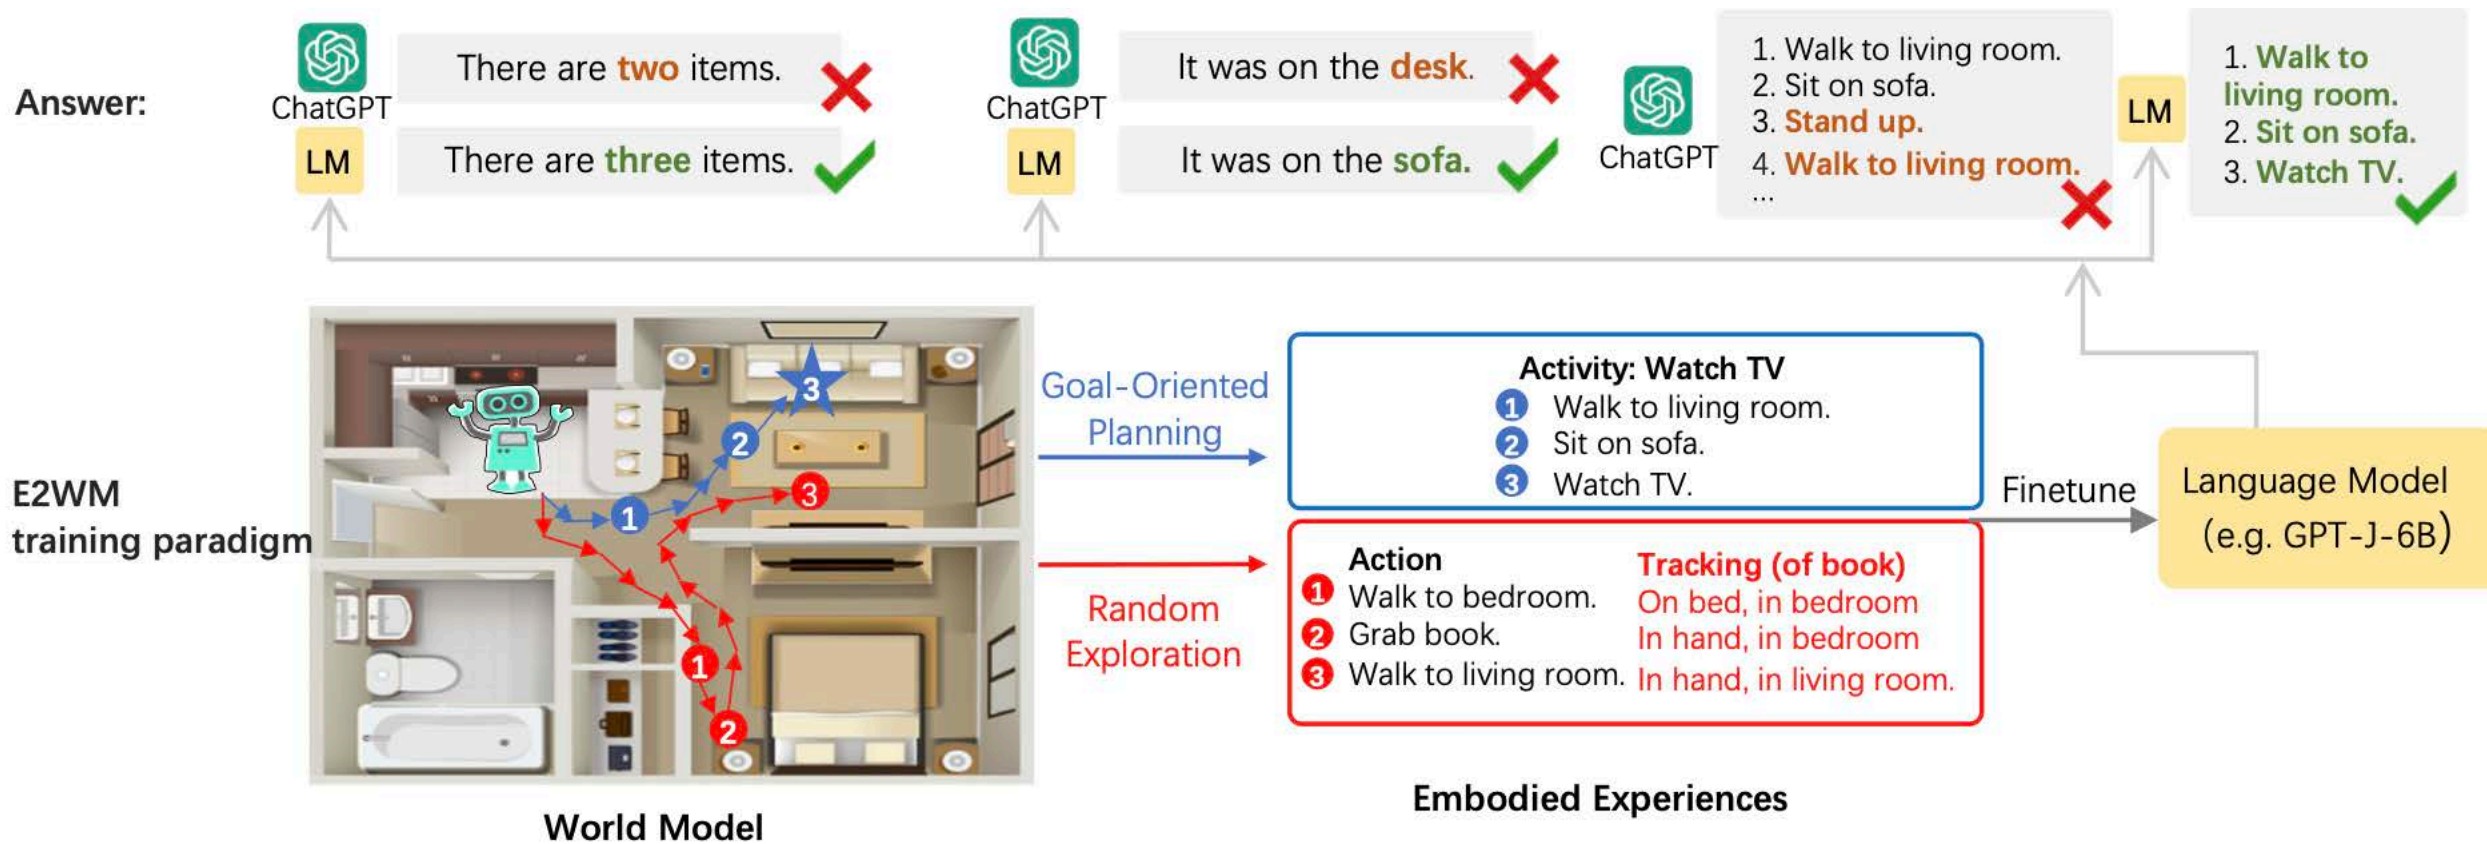 Answer:
ChatGPT
There are two items.
LM
There are three items.
ChatGPT
It was on the desk.
LM
It was on the sofa.
ChatGPT
1. Walk to living room.
2. Sit on sofa.
3. Stand up.
4. Walk to living room.
...
LM
1. Walk to
living room.
2. Sit on sofa.
3. Watch TV.
E2WM
training paradigm
1
2
3
1
2
3
World Model
Goal-Oriented
Planning
Random
Exploration
Activity: Watch TV
1 Walk to living room.
2 Sit on sofa.
3 Watch TV.
Action Tracking (of book)
1 Walk to bedroom. On bed, in bedroom
2 Grab book. In hand, in bedroom
3 Walk to living room. In hand, in living room.
Embodied Experiences
Finetune
Language Model
(e.g. GPT-J-6B)